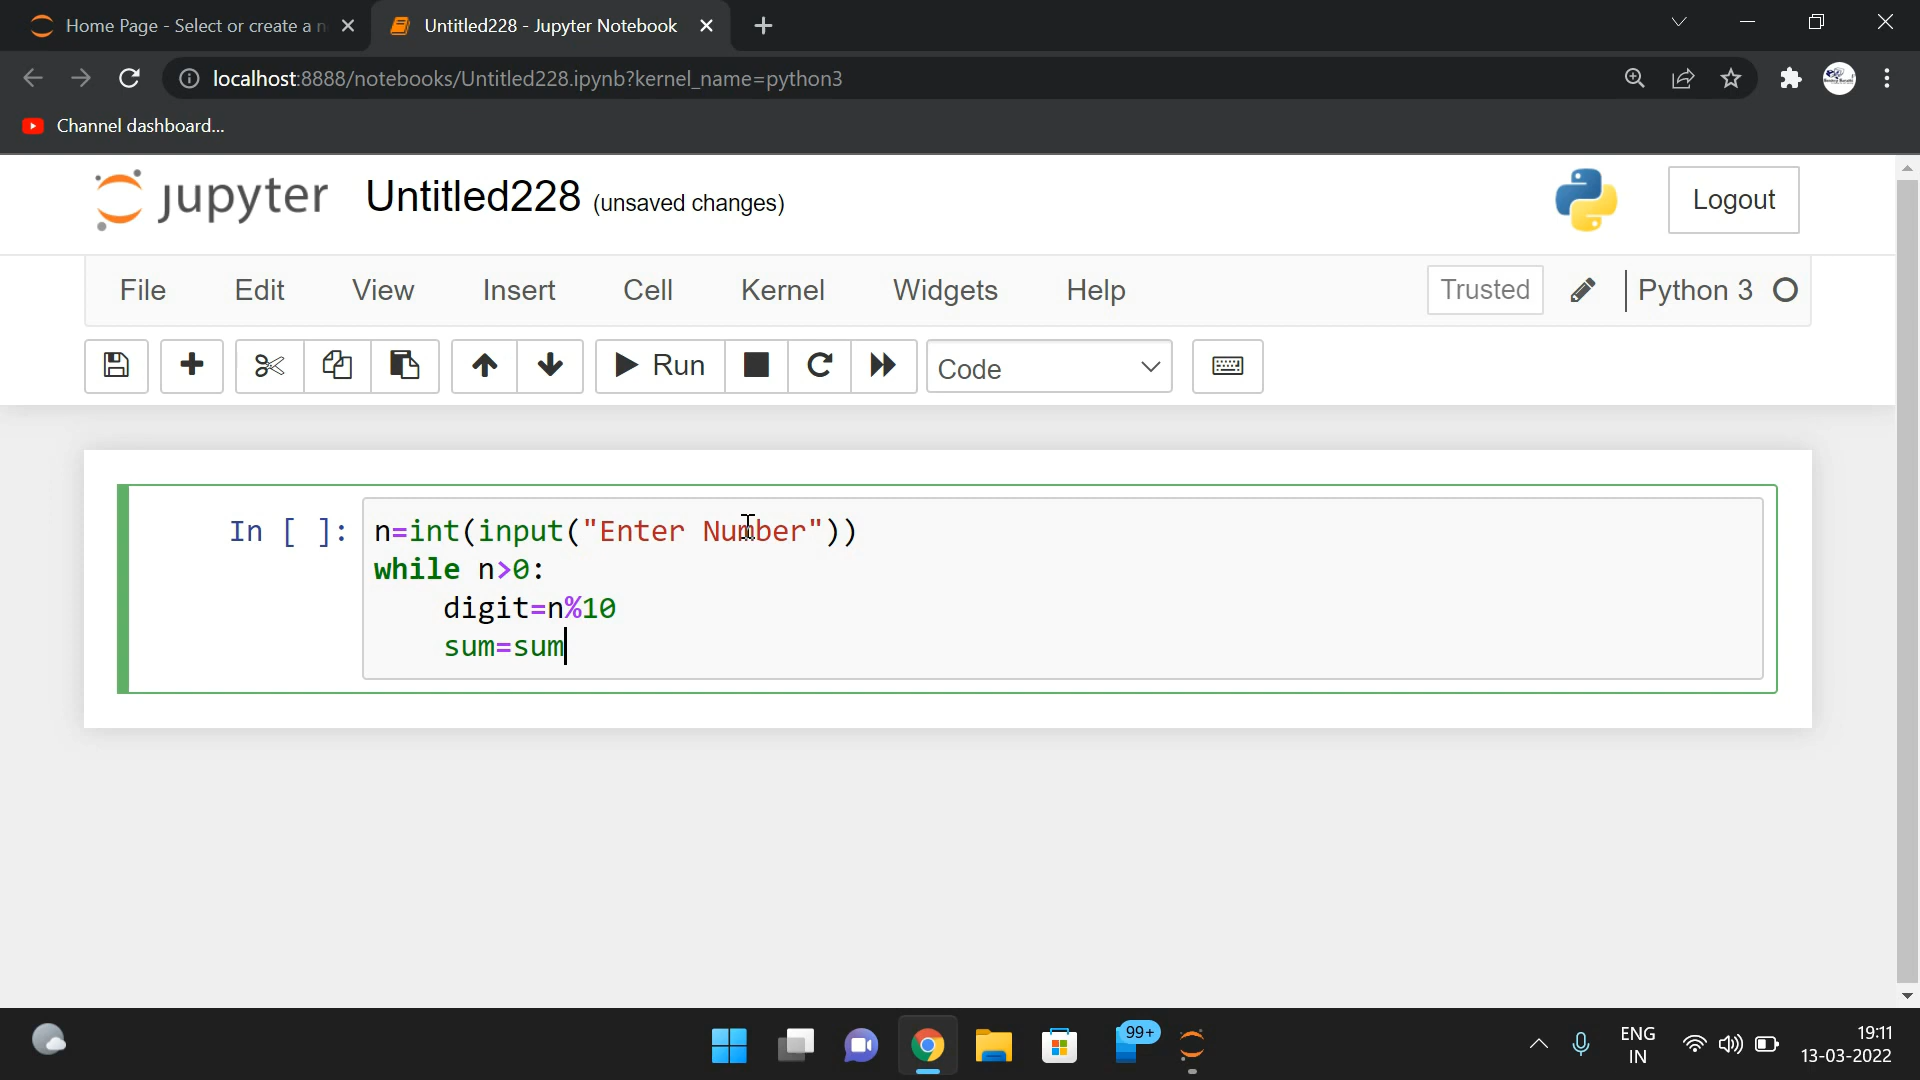 Home Page - Select or create a n
Untitled228 - Jupyter Notebook
localhost:8888/notebooks/Untitled228.ipynb?kernel_name=python3
Channel dashboard...
jupyter Untitled228 (unsaved changes)
Logout
File Edit View Insert Cell Kernel Widgets Help
Trusted
Python 3
Run
Code
In [ ]: n=int(input("Enter Number"))
while n>0:
    digit=n%10
    sum=sum
99+
ENG
IN
19:11
13-03-2022